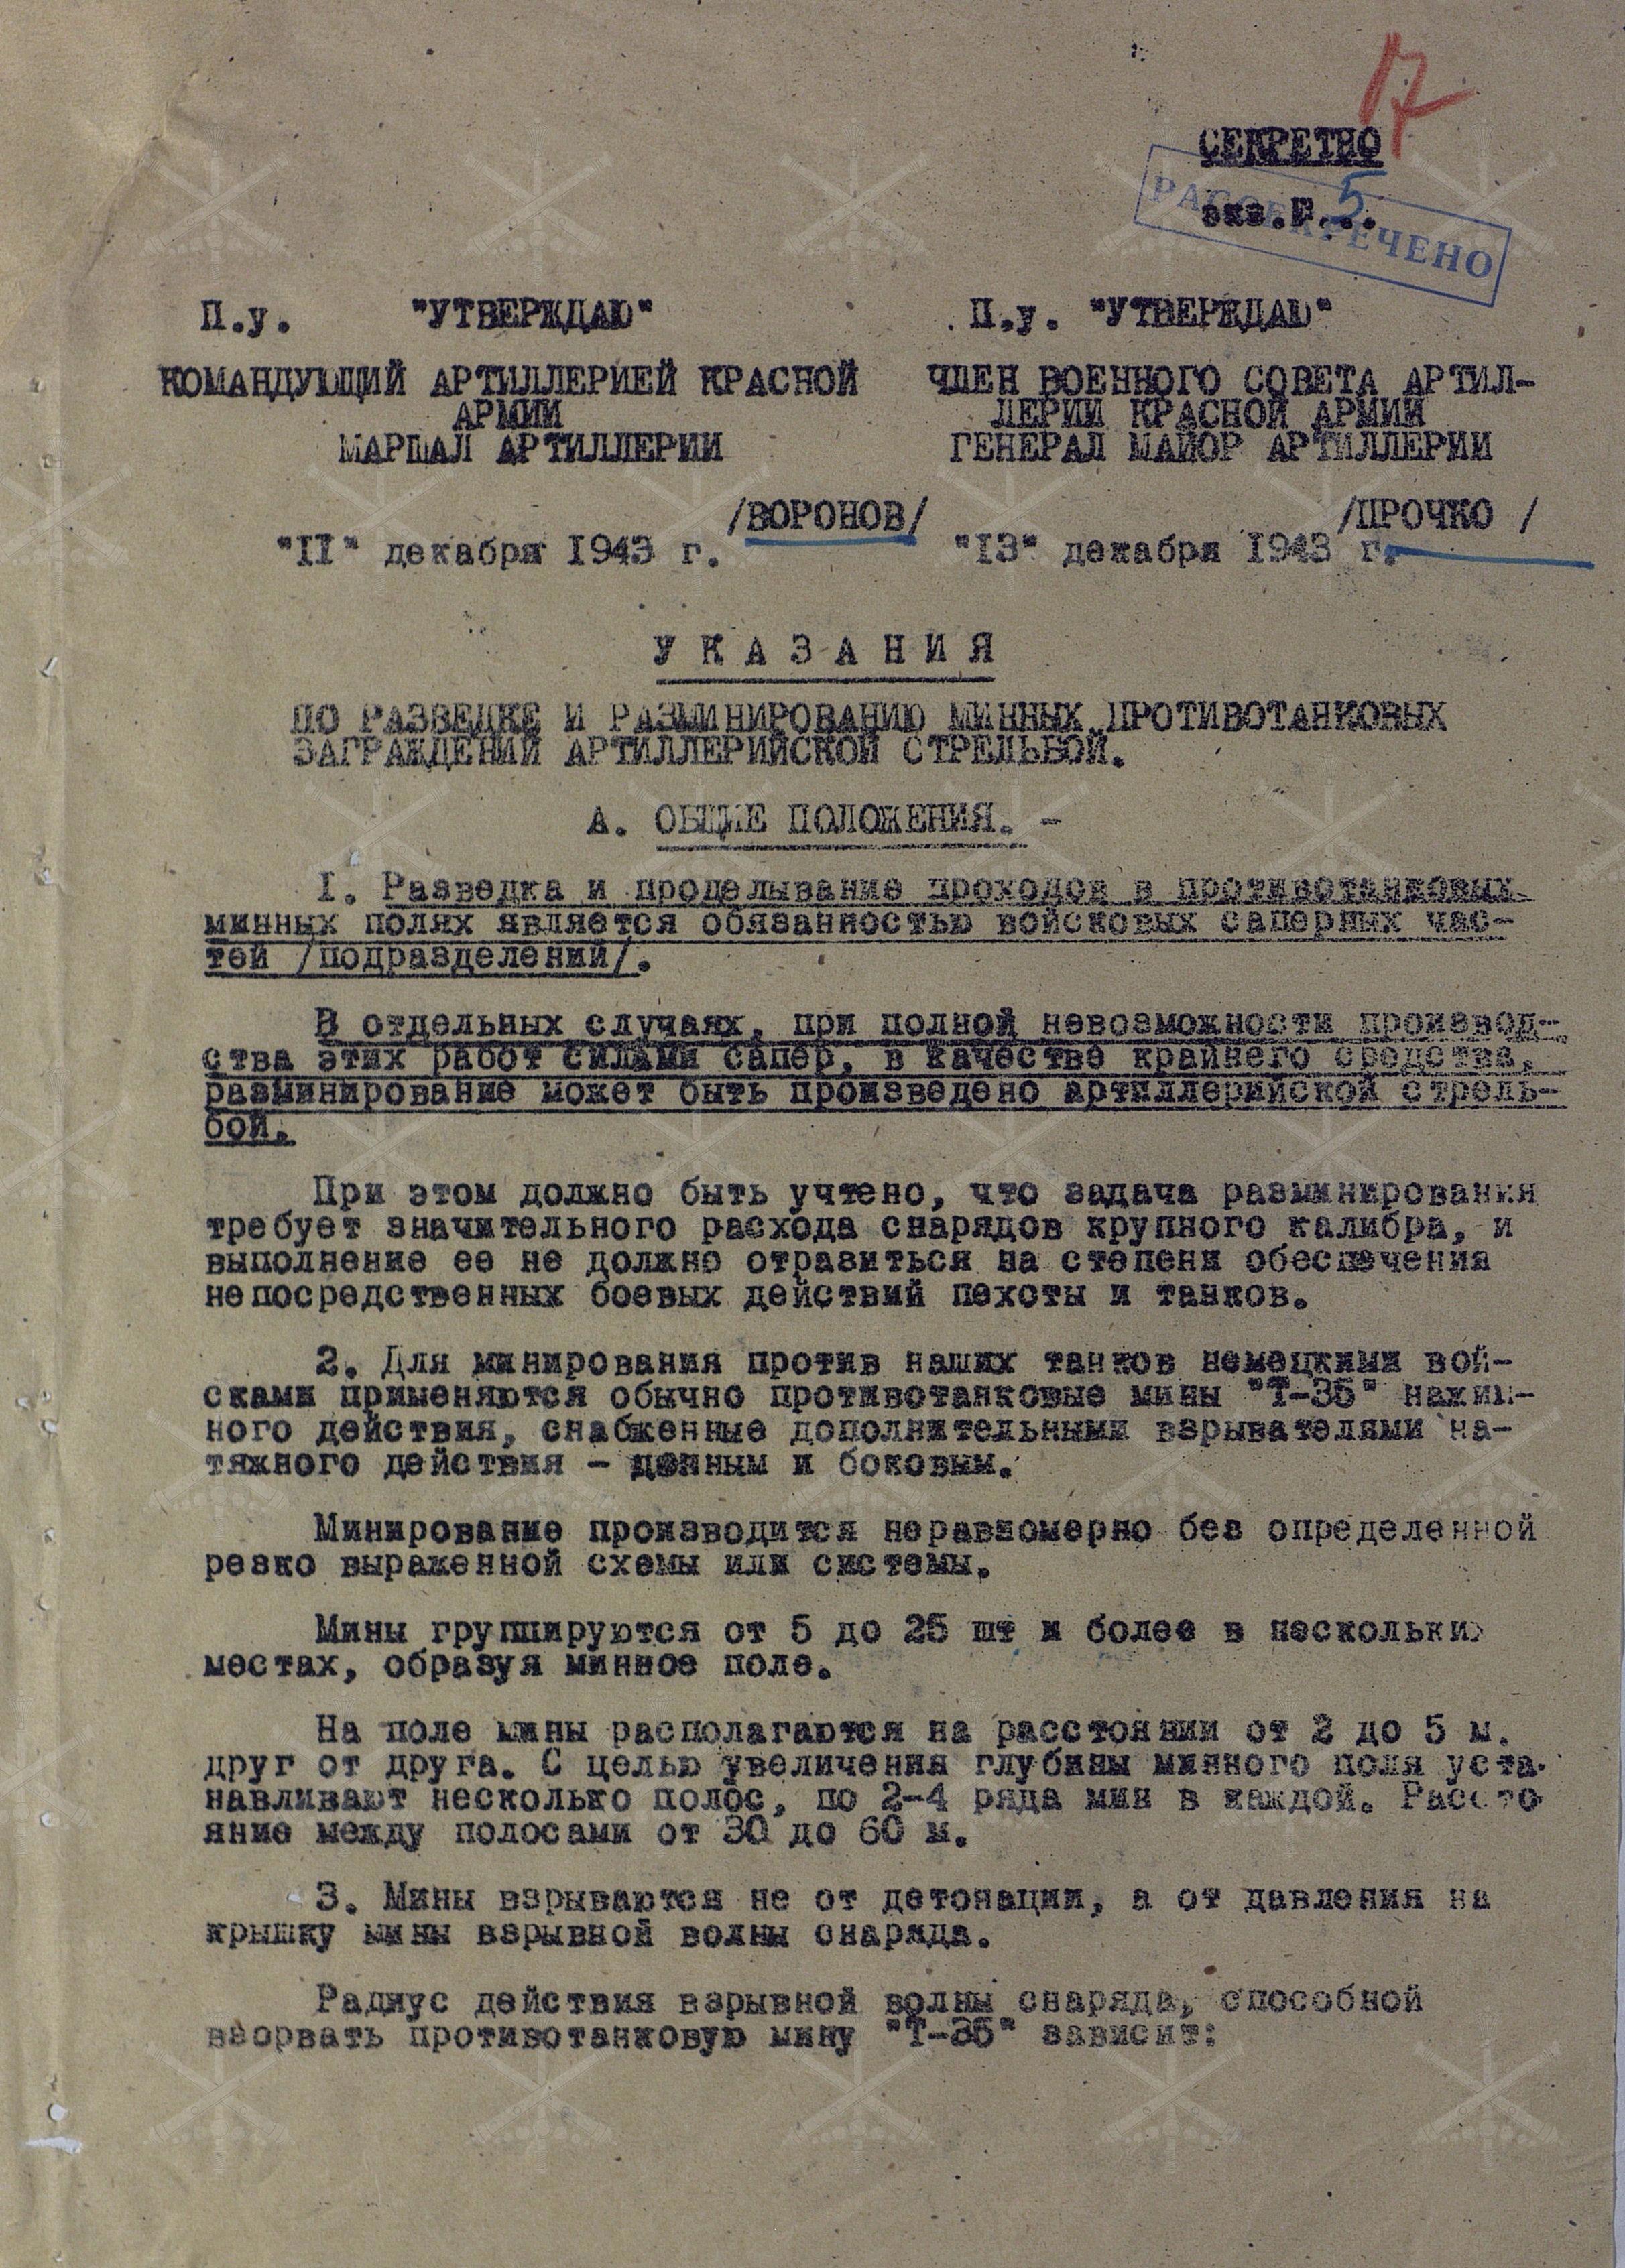 17
СЕКРЕТНО
экз.№ 5.
РАССЕКРЕЧЕНО
П.у. "УТВЕРЖДАЮ"
КОМАНДУЮЩИЙ АРТИЛЛЕРИЕЙ КРАСНОЙ
АРМИИ
МАРШАЛ АРТИЛЛЕРИИ
/ВОРОНОВ/
"11" декабря 1943 г.
П.у. "УТВЕРЖДАЮ"
ЧЛЕН ВОЕННОГО СОВЕТА АРТИЛ-
ЛЕРИИ КРАСНОЙ АРМИИ
ГЕНЕРАЛ МАЙОР АРТИЛЛЕРИИ
/ПРОЧКО /
"13" декабря 1943 г.
У К А З А Н И Я
ПО РАЗВЕДКЕ И РАЗМИНИРОВАНИЮ МИННЫХ ПРОТИВОТАНКОВЫХ
ЗАГРАЖДЕНИЙ АРТИЛЛЕРИЙСКОЙ СТРЕЛЬБОЙ.
А. ОБЩИЕ ПОЛОЖЕНИЯ. -
1. Разведка и проделывание проходов в противотанковых
минных полях является обязанностью войсковых саперных час-
тей /подразделений/.
В отдельных случаях, при полной невозможности производ-
ства этих работ силами сапер, в качестве крайнего средства,
разминирование может быть произведено артиллерийской стрель-
бой.
При этом должно быть учтено, что задача разминирования
требует значительного расхода снарядов крупного калибра, и
выполнение ее не должно отразиться на степени обеспечения
непосредственных боевых действий пехоты и танков.
2. Для минирования против наших танков немецкими вой-
сками применяются обычно противотанковые мины "Т-35" нажим-
ного действия, снабженные дополнительными взрывателями на-
тяжного действия - донным и боковым.
Минирование производится неравномерно без определенной
резко выраженной схемы или системы.
Мины группируются от 5 до 25 шт и более в нескольких
местах, образуя минное поле.
На поле мины располагаются на расстоянии от 2 до 5 м.
друг от друга. С целью увеличения глубины минного поля уста-
навливают несколько полос, по 2-4 ряда мин в каждой. Рассто-
яние между полосами от 30 до 60 м.
3. Мины взрываются не от детонации, а от давления на
крышку мины взрывной волны снаряда.
Радиус действия взрывной волны снаряда, способной
взорвать противотанковую мину "Т-35" зависит: